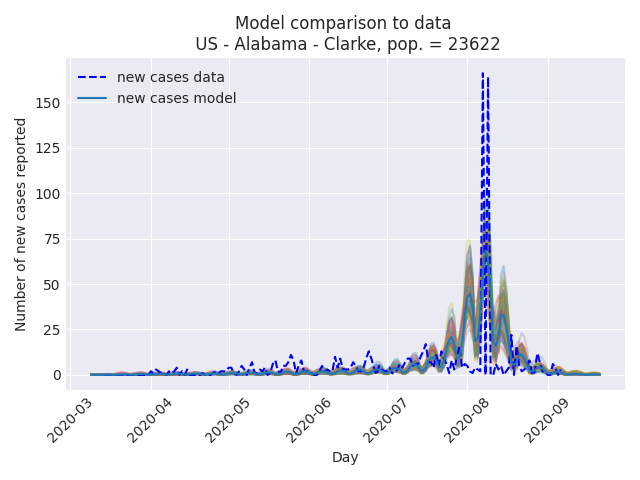 Model comparison to data
US - Alabama - Clarke, pop. = 23622
new cases data
new cases model
Number of new cases reported
150
125
100
75
50
25
0
2020-03
2020-04
2020-05
2020-06
2020-07
2020-08
2020-09
Day